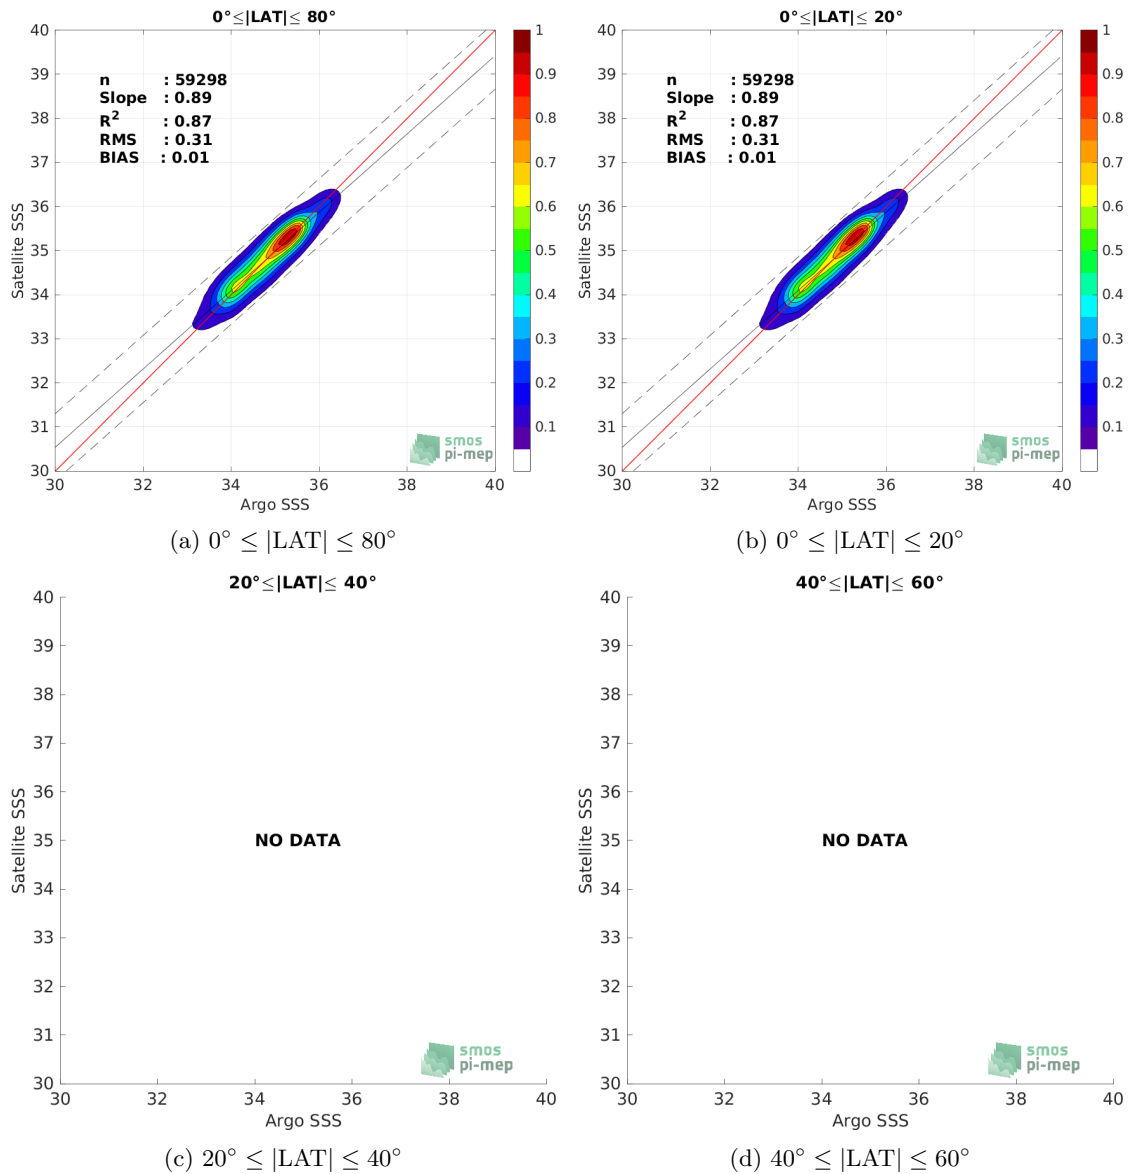 0°≤|LAT|≤ 80°
40
39
38
37
36
35
34
33
32
31
30
n : 59298
Slope : 0.89
R² : 0.87
RMS : 0.31
BIAS : 0.01
1
0.9
0.8
0.7
0.6
0.5
0.4
0.3
0.2
0.1
Satellite SSS
smos
pi-mep
30 32 34 36 38 40
Argo SSS
(a) 0° ≤ |LAT| ≤ 80°
0°≤|LAT|≤ 20°
40
39
38
37
36
35
34
33
32
31
30
n : 59298
Slope : 0.89
R² : 0.87
RMS : 0.31
BIAS : 0.01
1
0.9
0.8
0.7
0.6
0.5
0.4
0.3
0.2
0.1
Satellite SSS
smos
pi-mep
30 32 34 36 38 40
Argo SSS
(b) 0° ≤ |LAT| ≤ 20°
20°≤|LAT|≤ 40°
40
39
38
37
36
35
34
33
32
31
30
Satellite SSS
NO DATA
smos
pi-mep
30 32 34 36 38 40
Argo SSS
(c) 20° ≤ |LAT| ≤ 40°
40°≤|LAT|≤ 60°
40
39
38
37
36
35
34
33
32
31
30
Satellite SSS
NO DATA
smos
pi-mep
30 32 34 36 38 40
Argo SSS
(d) 40° ≤ |LAT| ≤ 60°